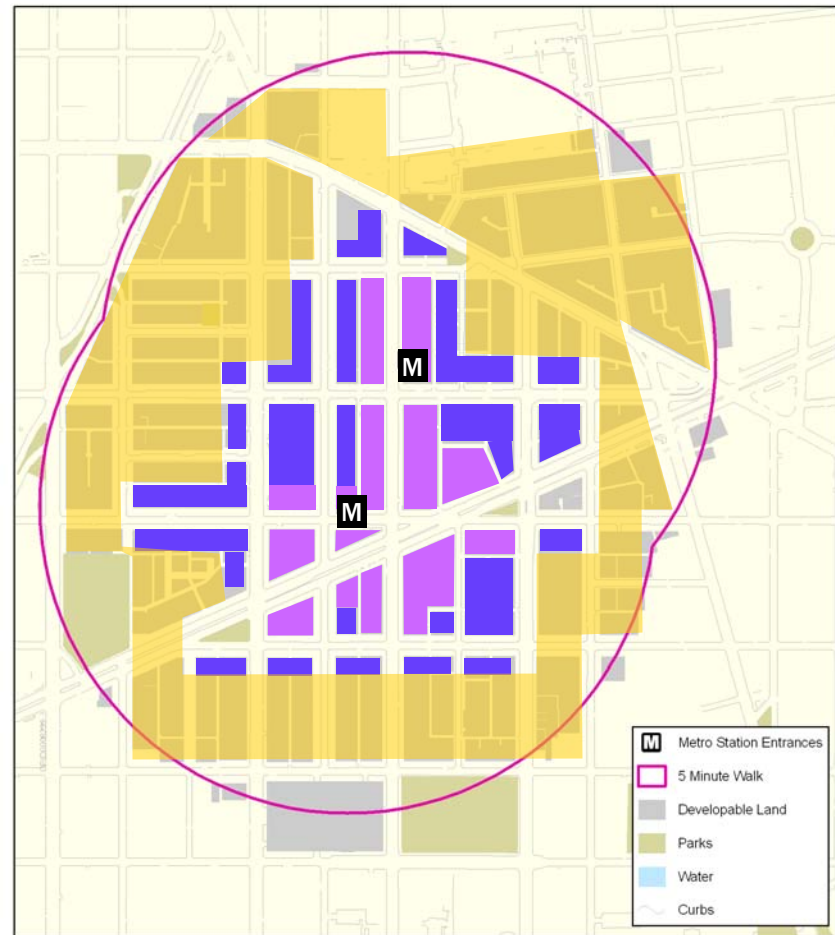 M
M
M Metro Station Entrances
5 Minute Walk
Developable Land
Parks
Water
Curbs